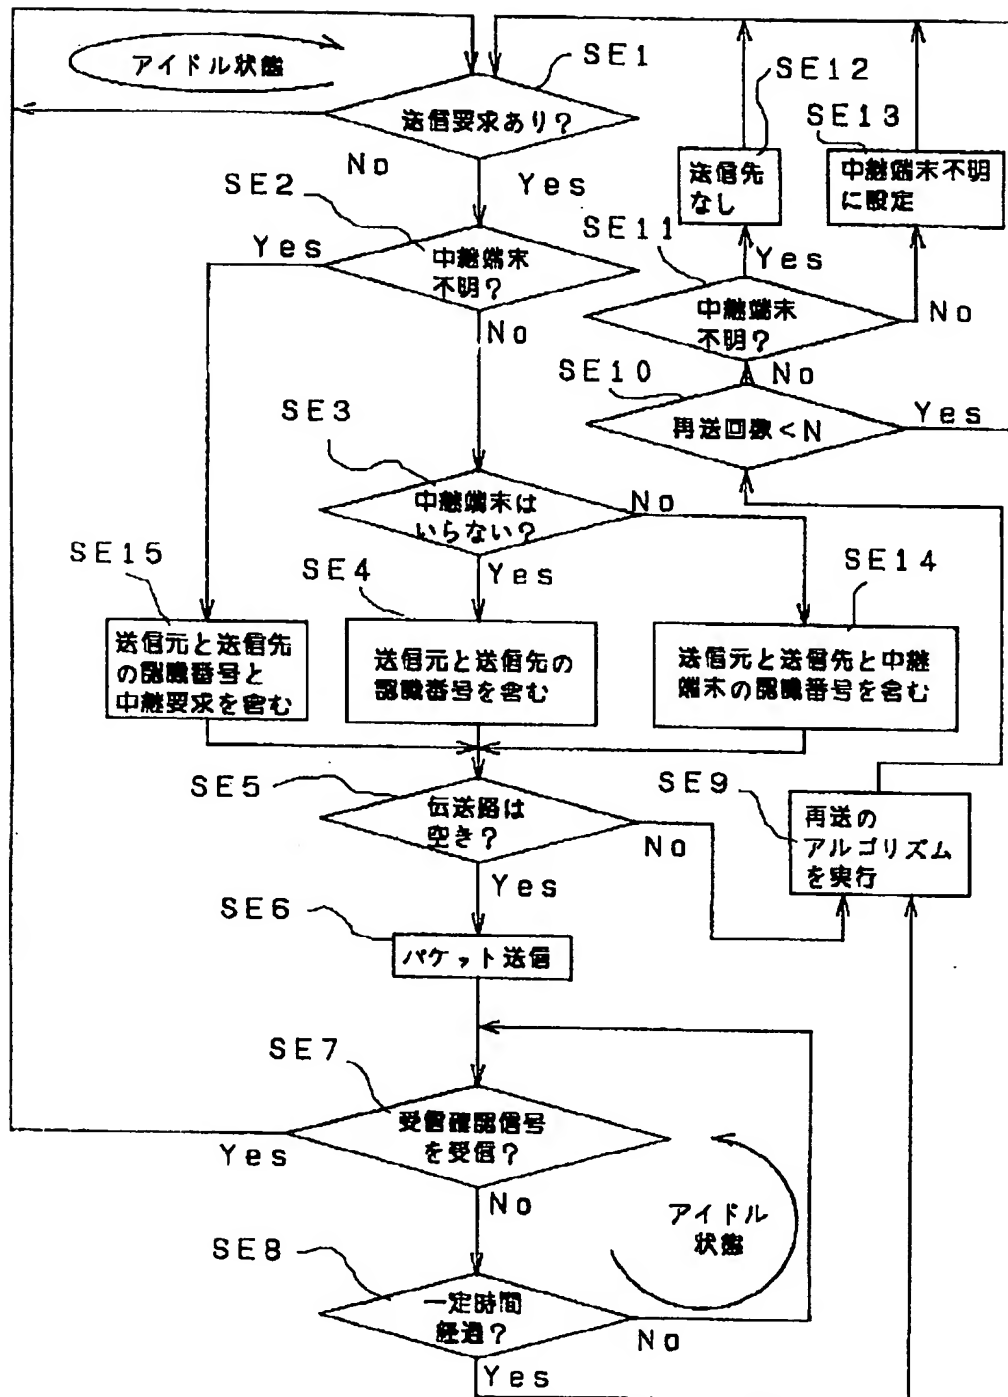 アイドル状態
SE1
送信要求あり?
No
Yes
SE12
送信先
なし
SE13
中継端末不明
に設定
SE2
Yes
中継端末
不明?
No
SE11
Yes
中継端末
不明?
No
SE10
No
再送回数<N
Yes
SE3
中継端末は
いらない?
No
Yes
SE15
送信元と送信先
の認識番号と
中継要求を含む
SE4
送信元と送信先の
認識番号を含む
SE14
送信元と送信先と中継
端末の認識番号を含む
SE5
伝送路は
空き?
No
Yes
SE9
再送の
アルゴリズム
を実行
SE6
パケット送信
SE7
受信確認信号
を受信?
Yes
No
アイドル
状態
SE8
一定時間
経過?
No
Yes